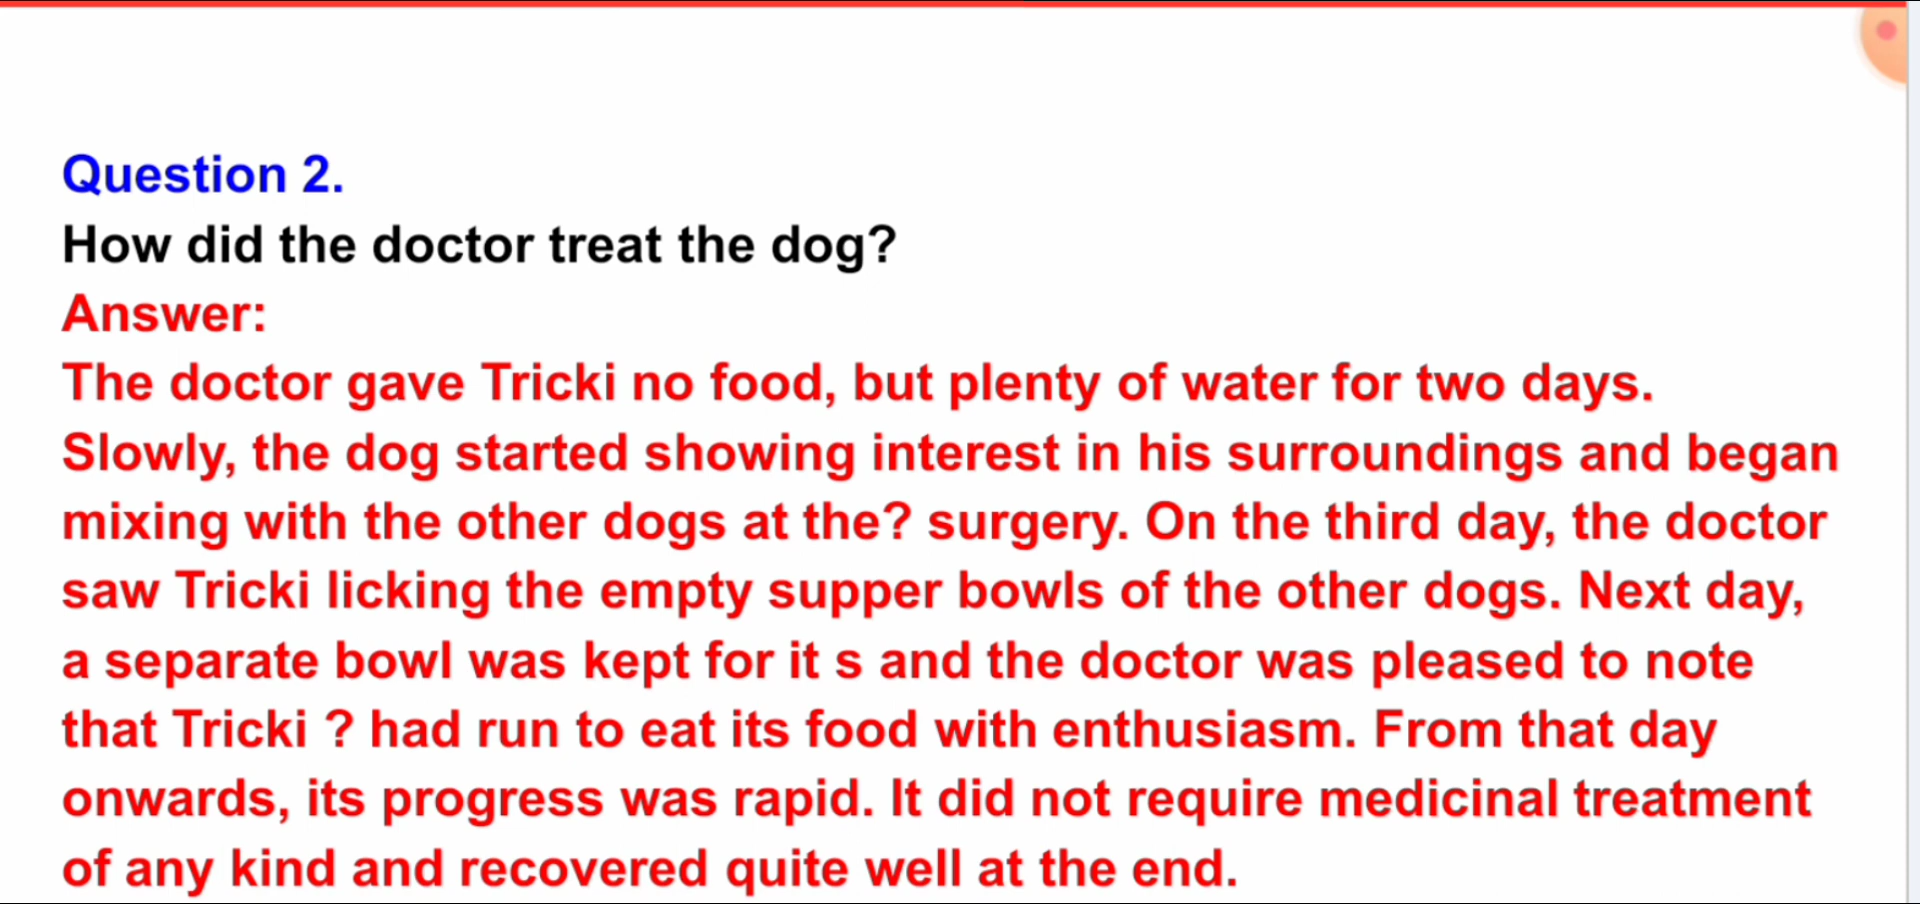 Question 2.
How did the doctor treat the dog?
Answer:
The doctor gave Tricki no food, but plenty of water for two days.
Slowly, the dog started showing interest in his surroundings and began
mixing with the other dogs at the? surgery. On the third day, the doctor
saw Tricki licking the empty supper bowls of the other dogs. Next day,
a separate bowl was kept for it s and the doctor was pleased to note
that Tricki ? had run to eat its food with enthusiasm. From that day
onwards, its progress was rapid. It did not require medicinal treatment
of any kind and recovered quite well at the end.